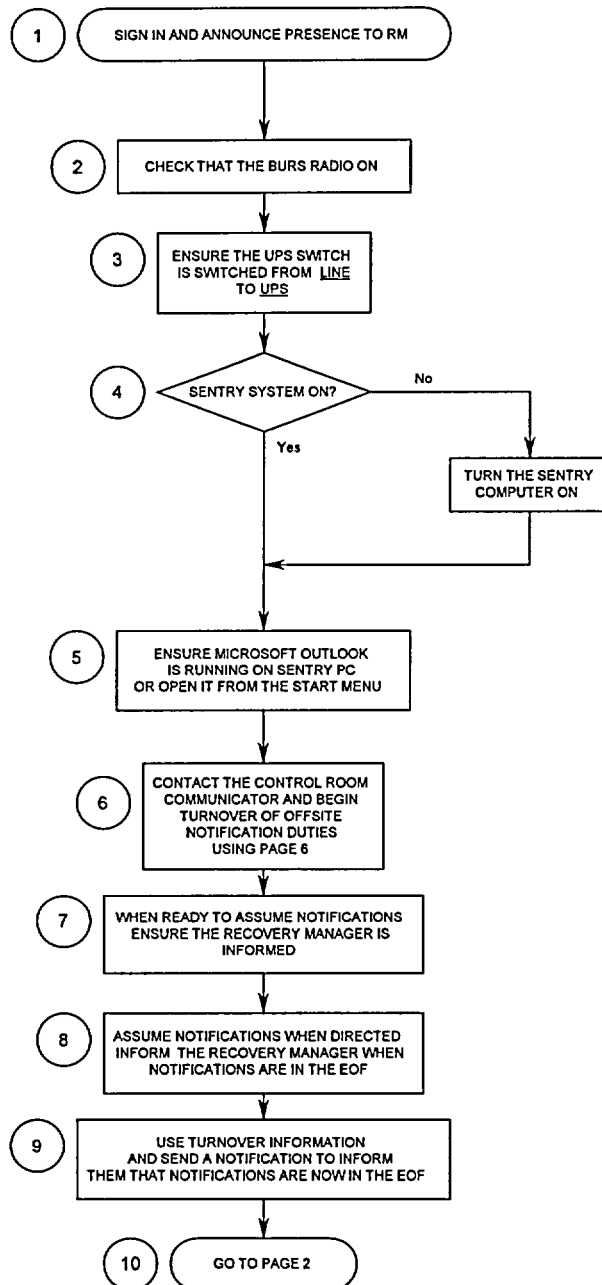 1
SIGN IN AND ANNOUNCE PRESENCE TO RM
2
CHECK THAT THE BURS RADIO ON
3
ENSURE THE UPS SWITCH
IS SWITCHED FROM LINE
TO UPS
4
SENTRY SYSTEM ON?
No
Yes
TURN THE SENTRY
COMPUTER ON
5
ENSURE MICROSOFT OUTLOOK
IS RUNNING ON SENTRY PC
OR OPEN IT FROM THE START MENU
6
CONTACT THE CONTROL ROOM
COMMUNICATOR AND BEGIN
TURNOVER OF OFFSITE
NOTIFICATION DUTIES
USING PAGE 6
7
WHEN READY TO ASSUME NOTIFICATIONS
ENSURE THE RECOVERY MANAGER IS
INFORMED
8
ASSUME NOTIFICATIONS WHEN DIRECTED
INFORM THE RECOVERY MANAGER WHEN
NOTIFICATIONS ARE IN THE EOF
9
USE TURNOVER INFORMATION
AND SEND A NOTIFICATION TO INFORM
THEM THAT NOTIFICATIONS ARE NOW IN THE EOF
10
GO TO PAGE 2